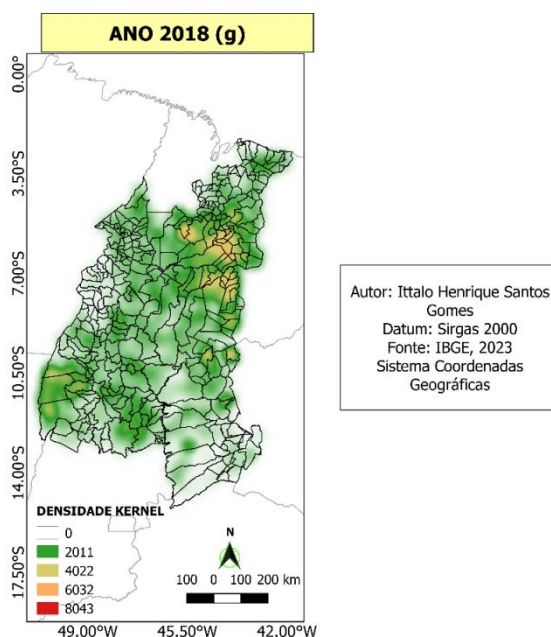 ANO 2018 (g)
0.00°
3.50°S
7.00°S
10.50°S
14.00°S
17.50°S
DENSIDADE KERNEL
0
2011
4022
6032
8043
N
100 0 100 200 km
49.00°W 45.50°W 42.00°W
Autor: Ittalo Henrique Santos
Gomes
Datum: Sirgas 2000
Fonte: IBGE, 2023
Sistema Coordenadas
Geográficas